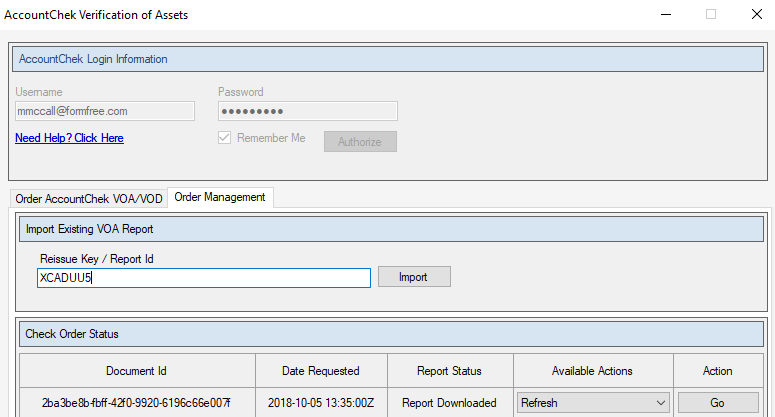 AccountChek Verification of Assets
AccountChek Login Information
Username Password
mmccall@formfree.com ●●●●●●●●●
Need Help? Click Here Remember Me Authorize
Order AccountChek VOA/VOD Order Management
Import Existing VOA Report
Reissue Key / Report Id
XCADUU5 Import
Check Order Status
Document Id Date Requested Report Status Available Actions Action
2ba3be8b-fbff-42f0-9920-6196c66e007f 2018-10-05 13:35:00Z Report Downloaded Refresh Go